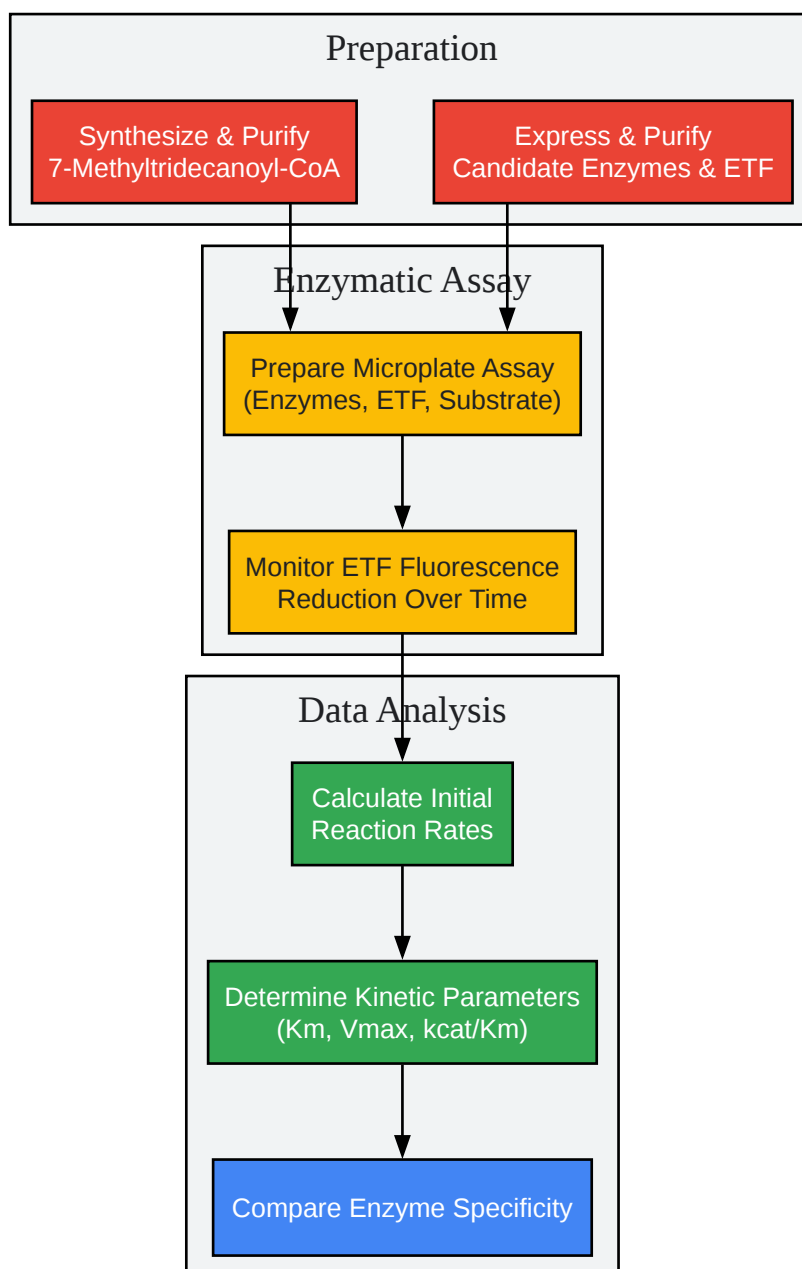 Preparation
Synthesize & Purify
7-Methyltridecanoyl-CoA
Express & Purify
Candidate Enzymes & ETF
Enzymatic Assay
Prepare Microplate Assay
(Enzymes, ETF, Substrate)
Monitor ETF Fluorescence
Reduction Over Time
Data Analysis
Calculate Initial
Reaction Rates
Determine Kinetic Parameters
(Km, Vmax, kcat/Km)
Compare Enzyme Specificity